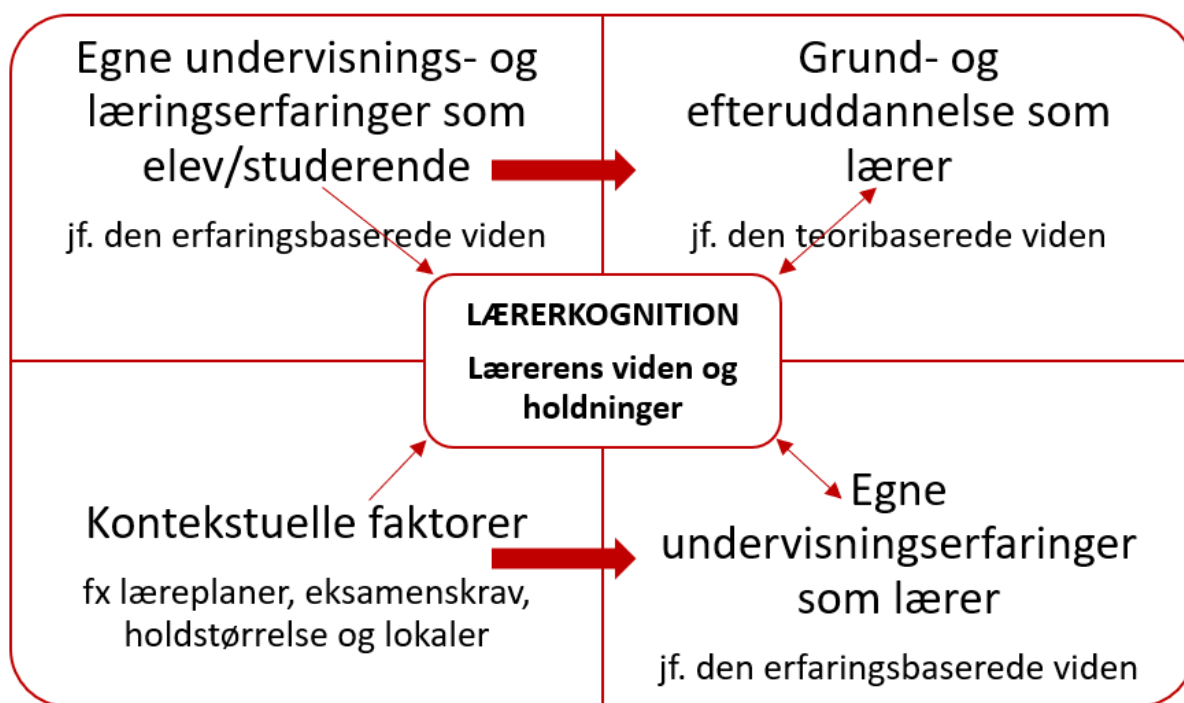 Egne undervisnings- og
læringserfaringer som
elev/studerende
jf. den erfaringsbaserede viden
Grund- og
efteruddannelse som
lærer
jf. den teoribaserede viden
LÆRERKOGNITION
Lærerens viden og
holdninger
Kontekstuelle faktorer
fx læreplaner, eksamenskrav,
holdstørrelse og lokaler
Egne
undervisningserfaringer
som lærer
jf. den erfaringsbaserede viden